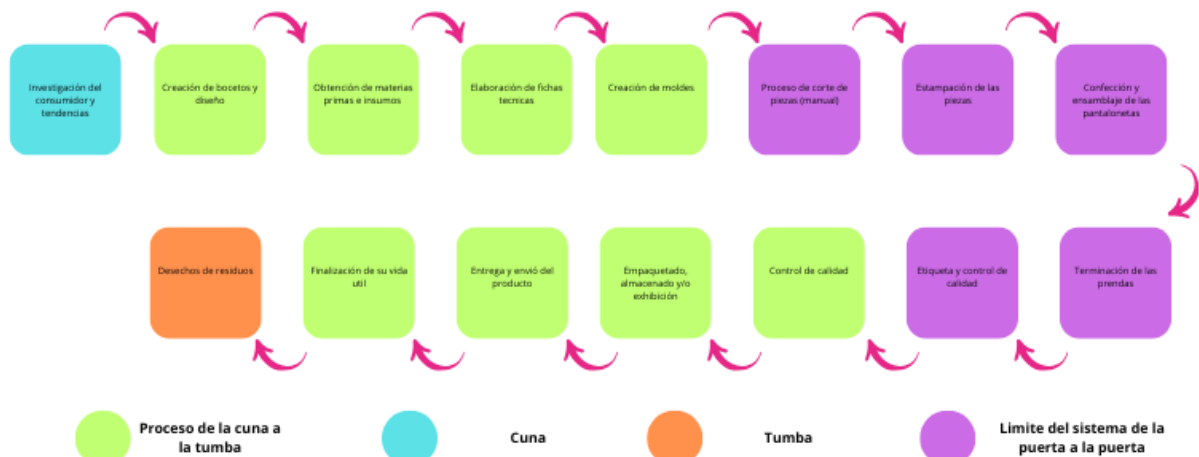 Investigación del
consumidor y
tendencias
Creación de bocetos y
diseño
Obtención de materias
primas e insumos
Elaboración de fichas
tecnicas
Creación de moldes
Proceso de corte de
piezas (manual)
Estampación de las
piezas
Confección y
ensamblaje de las
pantalonetas
Desechos de residuos
Finalización de su vida
util
Entrega y envió del
producto
Empaquetado,
almacenado y/o
exhibición
Control de calidad
Etiqueta y control de
calidad
Terminación de las
prendas
Proceso de la cuna a
la tumba
Cuna
Tumba
Limite del sistema de la
puerta a la puerta